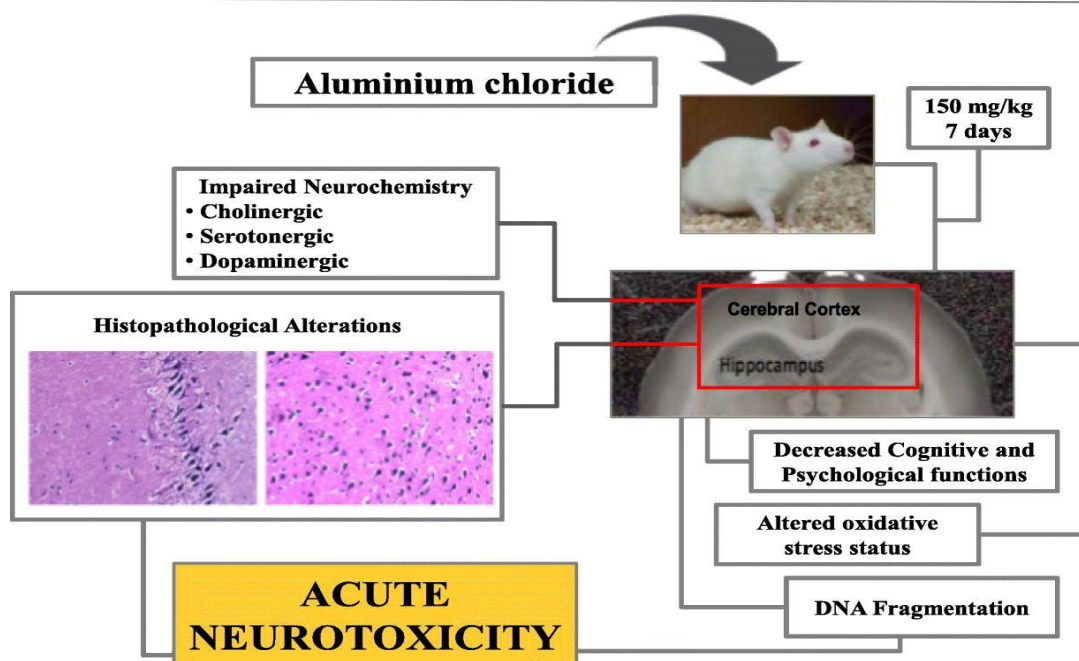 Aluminium chloride
150 mg/kg
7 days
Impaired Neurochemistry
• Cholinergic
• Serotonergic
• Dopaminergic
Histopathological Alterations
Cerebral Cortex
Hippocampus
Decreased Cognitive and
Psychological functions
Altered oxidative
stress status
DNA Fragmentation
ACUTE
NEUROTOXICITY